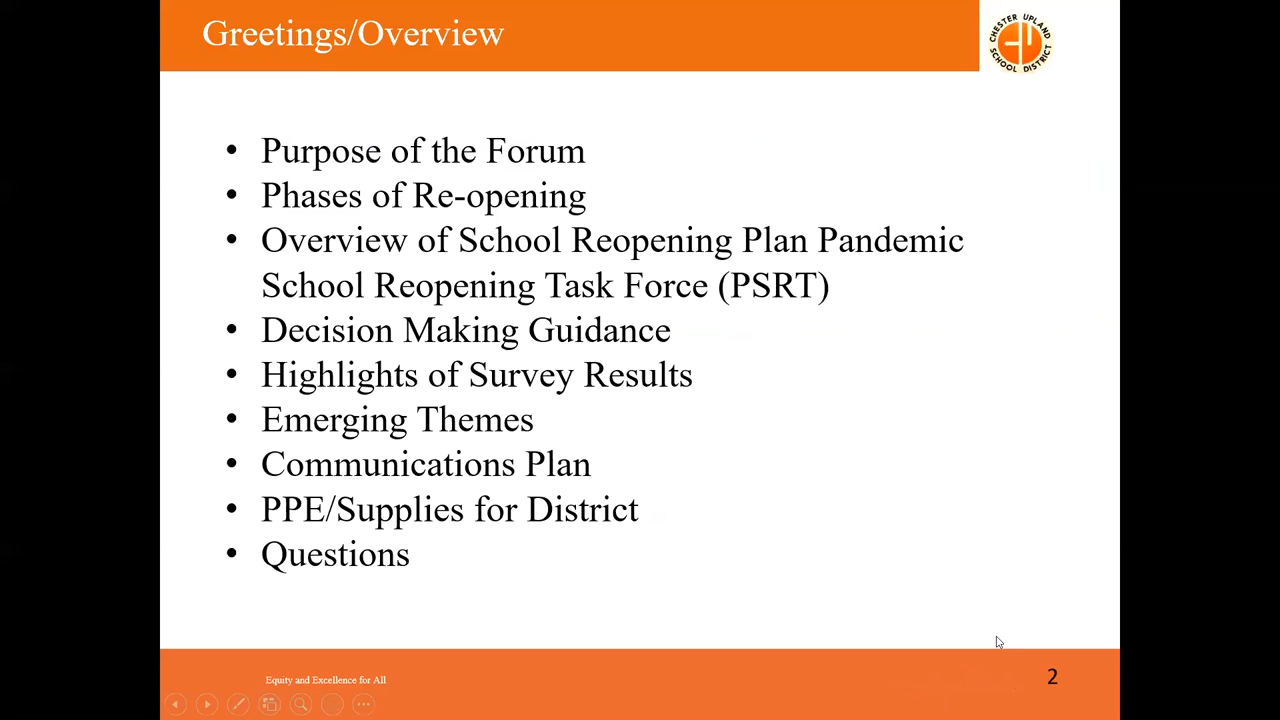 Greetings/Overview
CHESTER UPLAND
SCHOOL DISTRICT
• Purpose of the Forum
• Phases of Re-opening
• Overview of School Reopening Plan Pandemic
School Reopening Task Force (PSRT)
• Decision Making Guidance
• Highlights of Survey Results
• Emerging Themes
• Communications Plan
• PPE/Supplies for District
• Questions
Equity and Excellence for All
2